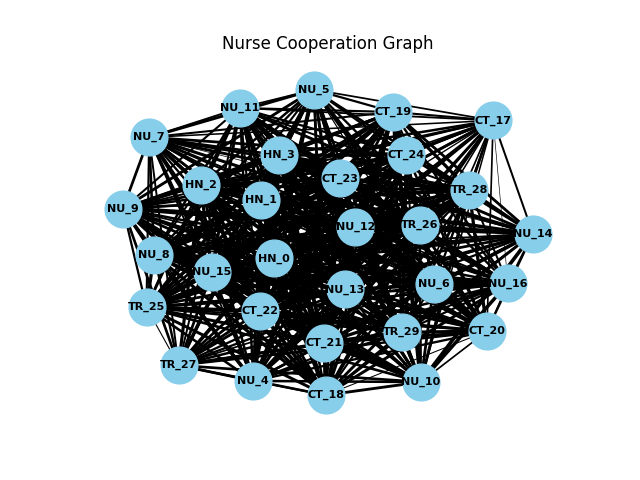 Nurse Cooperation Graph
NU_5
NU_11
CT_19
CT_17
NU_7
HN_3
CT_24
CT_23
HN_2
TR_28
HN_1
NU_9
TR_26
NU_12
NU_14
NU_8
HN_0
NU_15
NU_6
NU_16
NU_13
TR_25
CT_22
CT_20
TR_29
CT_21
TR_27
NU_4
NU_10
CT_18